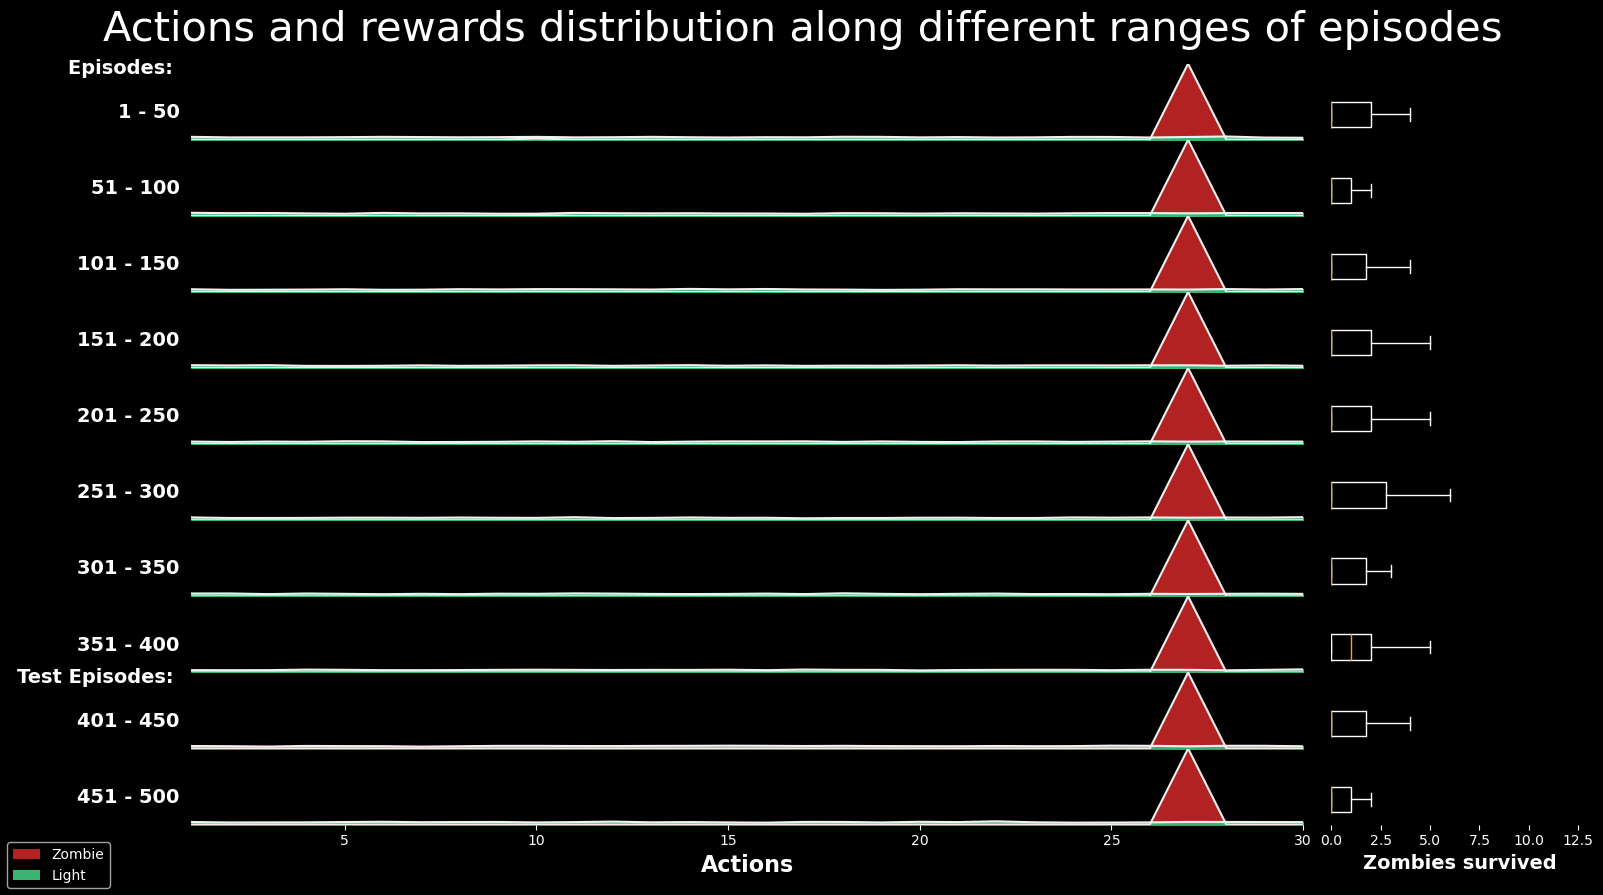 Actions and rewards distribution along different ranges of episodes
Episodes:
1 - 50
51 - 100
101 - 150
151 - 200
201 - 250
251 - 300
301 - 350
351 - 400
Test Episodes:
401 - 450
451 - 500
5 10 15 20 25 30
0.0 2.5 5.0 7.5 10.0 12.5
Actions
Zombies survived
Zombie
Light